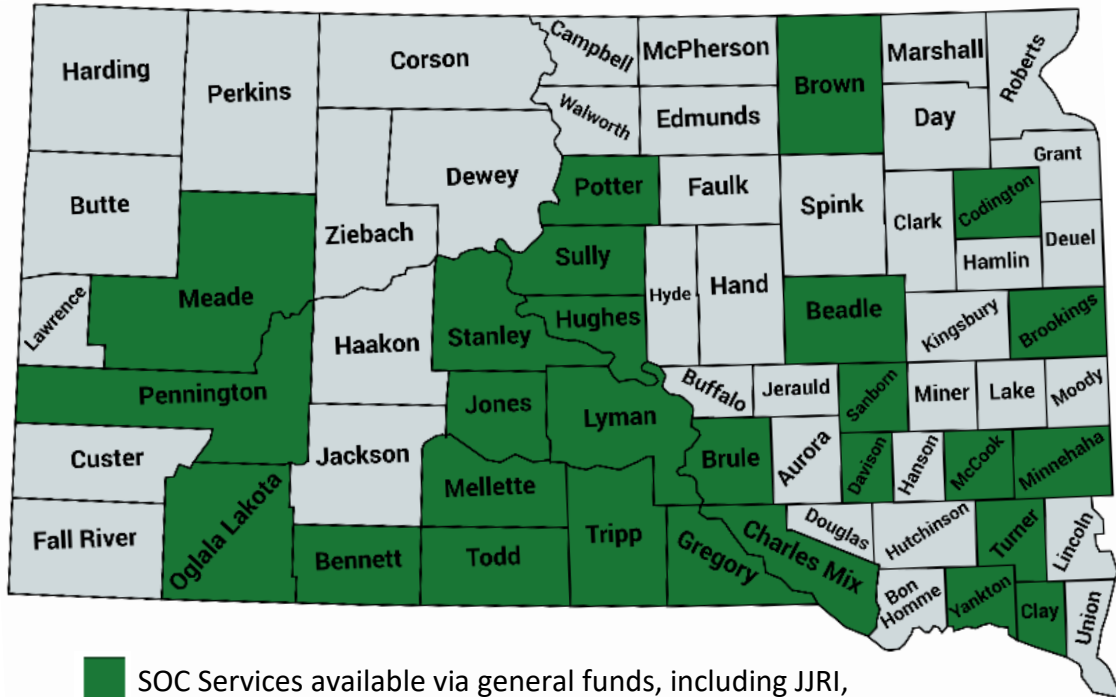 Harding
Perkins
Corson
Campbell
McPherson
Brown
Marshall
Roberts
Walworth
Edmunds
Day
Grant
Butte
Dewey
Potter
Faulk
Spink
Clark
Codington
Ziebach
Sully
Hyde
Hand
Hamlin
Deuel
Lawrence
Meade
Haakon
Stanley
Hughes
Beadle
Kingsbury
Brookings
Pennington
Jones
Lyman
Buffalo
Jerauld
Sanborn
Miner
Lake
Moody
Custer
Jackson
Mellette
Brule
Aurora
Davison
Hanson
McCook
Minnehaha
Fall River
Oglala Lakota
Bennett
Todd
Tripp
Gregory
Charles Mix
Douglas
Hutchinson
Turner
Lincoln
Bon
Homme
Yankton
Clay
Union
SOC Services available via general funds, including JJRI,